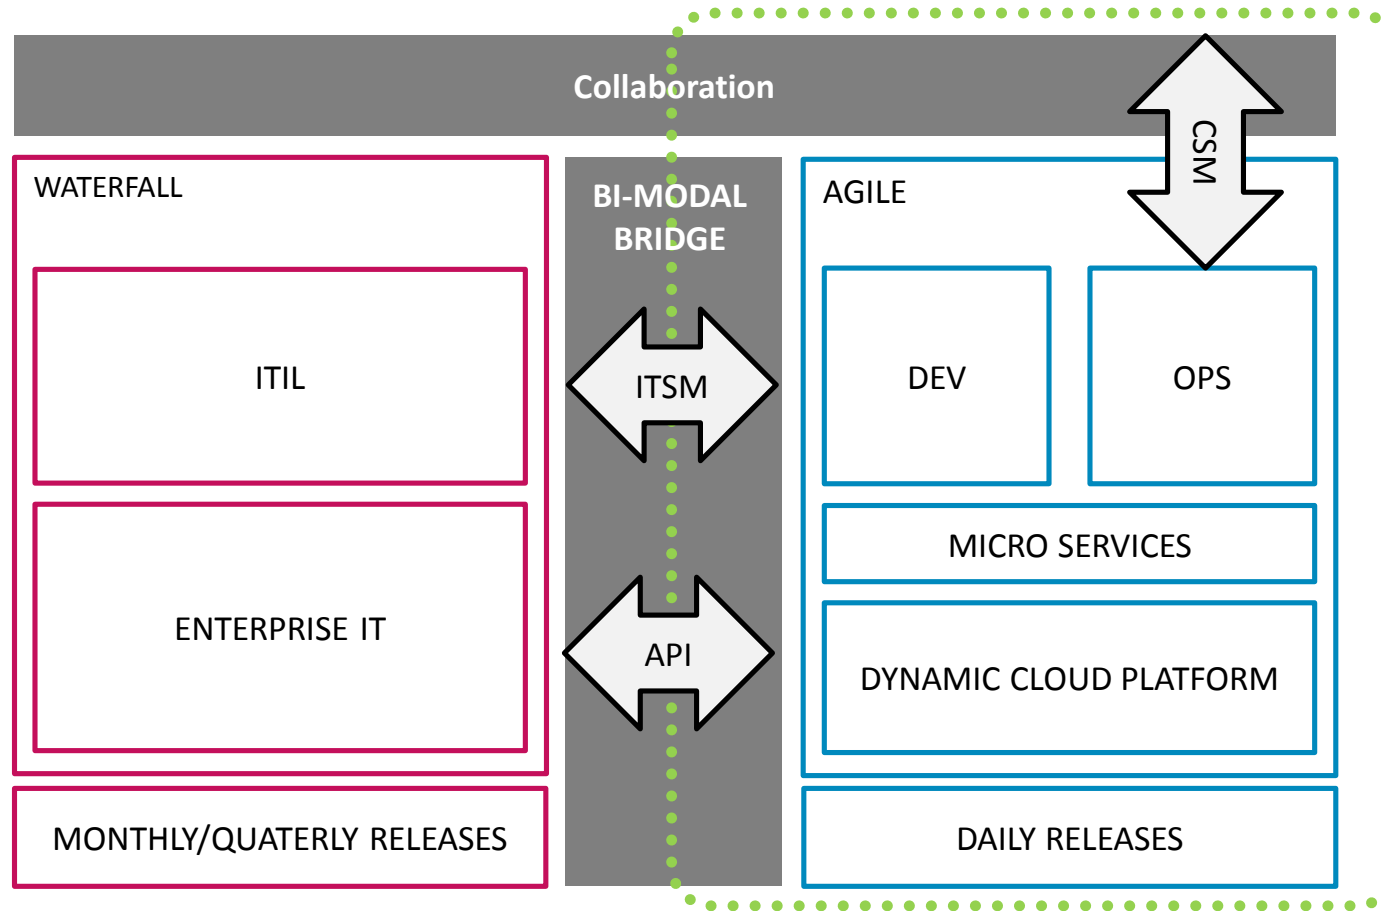 Collaboration
CSM
WATERFALL
BI-MODAL
BRIDGE
AGILE
ITIL
ITSM
DEV
OPS
MICRO SERVICES
ENTERPRISE IT
API
DYNAMIC CLOUD PLATFORM
MONTHLY/QUATERLY RELEASES
DAILY RELEASES